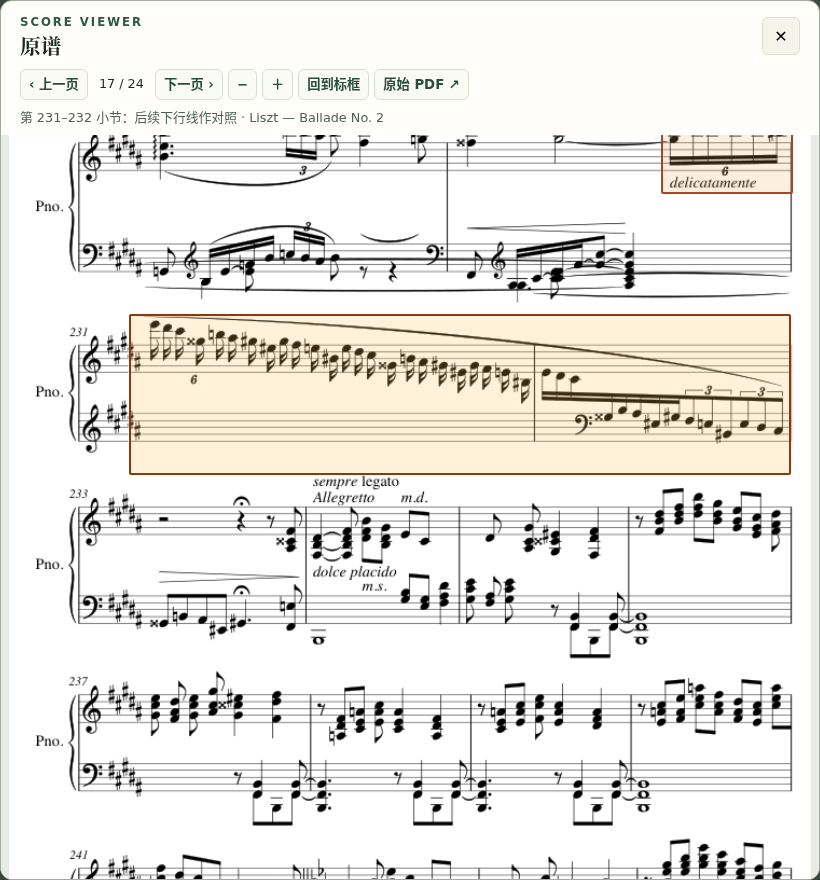 SCORE VIEWER
原谱
✕
‹ 上一页
17 / 24
下一页 ›
−
＋
回到标框
原始 PDF ↗
第 231–232 小节：后续下行线作对照 · Liszt — Ballade No. 2
3
6
delicatamente
Pno.
3
231
6
3
3
Pno.
sempre legato
233
Allegretto
m.d.
dolce placido
Pno.
m.s.
237
Pno.
241